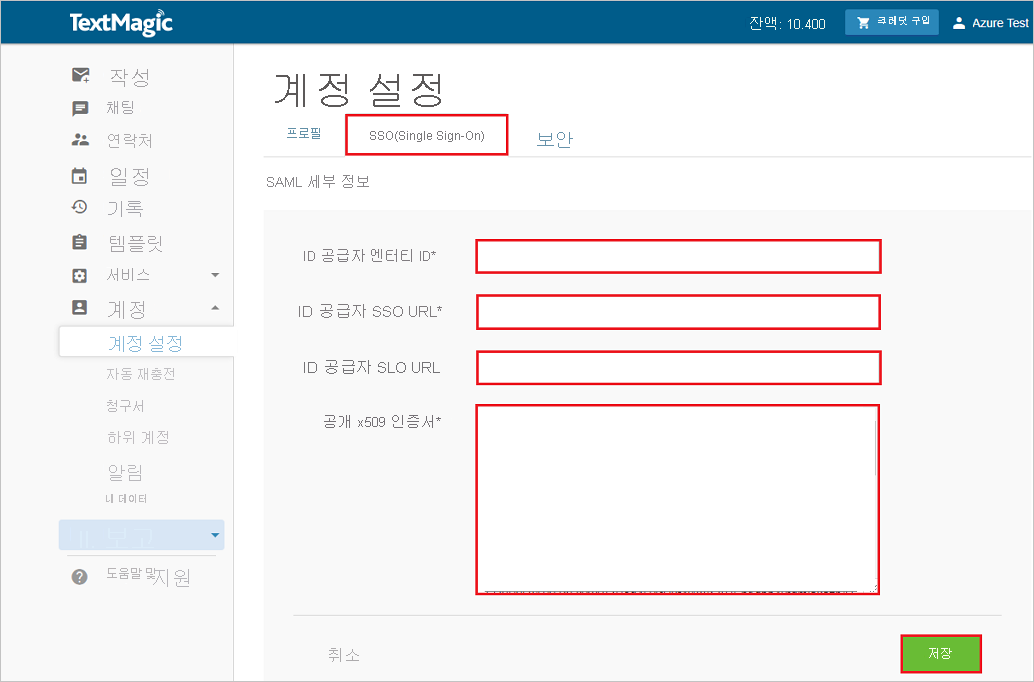 TextMagic
잔액: 10.400
크레딧 구입
Azure Test
작성
채팅
연락처
일정
기록
템플릿
서비스
계정
계정 설정
자동 재충전
청구서
하위 계정
알림
내 데이터
보고
도움말 및지원
계정 설정
프로필
SSO(Single Sign-On)
보안
SAML 세부 정보
ID 공급자 엔터티 ID*
ID 공급자 SSO URL*
ID 공급자 SLO URL
공개 x509 인증서*
취소
저장